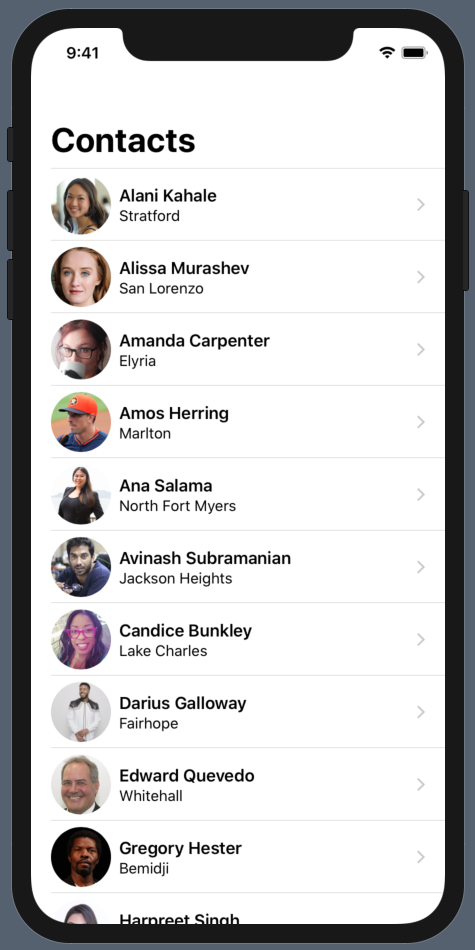 9:41
Contacts
Alani Kahale
Stratford
Alissa Murashev
San Lorenzo
Amanda Carpenter
Elyria
Amos Herring
Marlton
Ana Salama
North Fort Myers
Avinash Subramanian
Jackson Heights
Candice Bunkley
Lake Charles
Darius Galloway
Fairhope
Edward Quevedo
Whitehall
Gregory Hester
Bemidji
Harpreet Singh